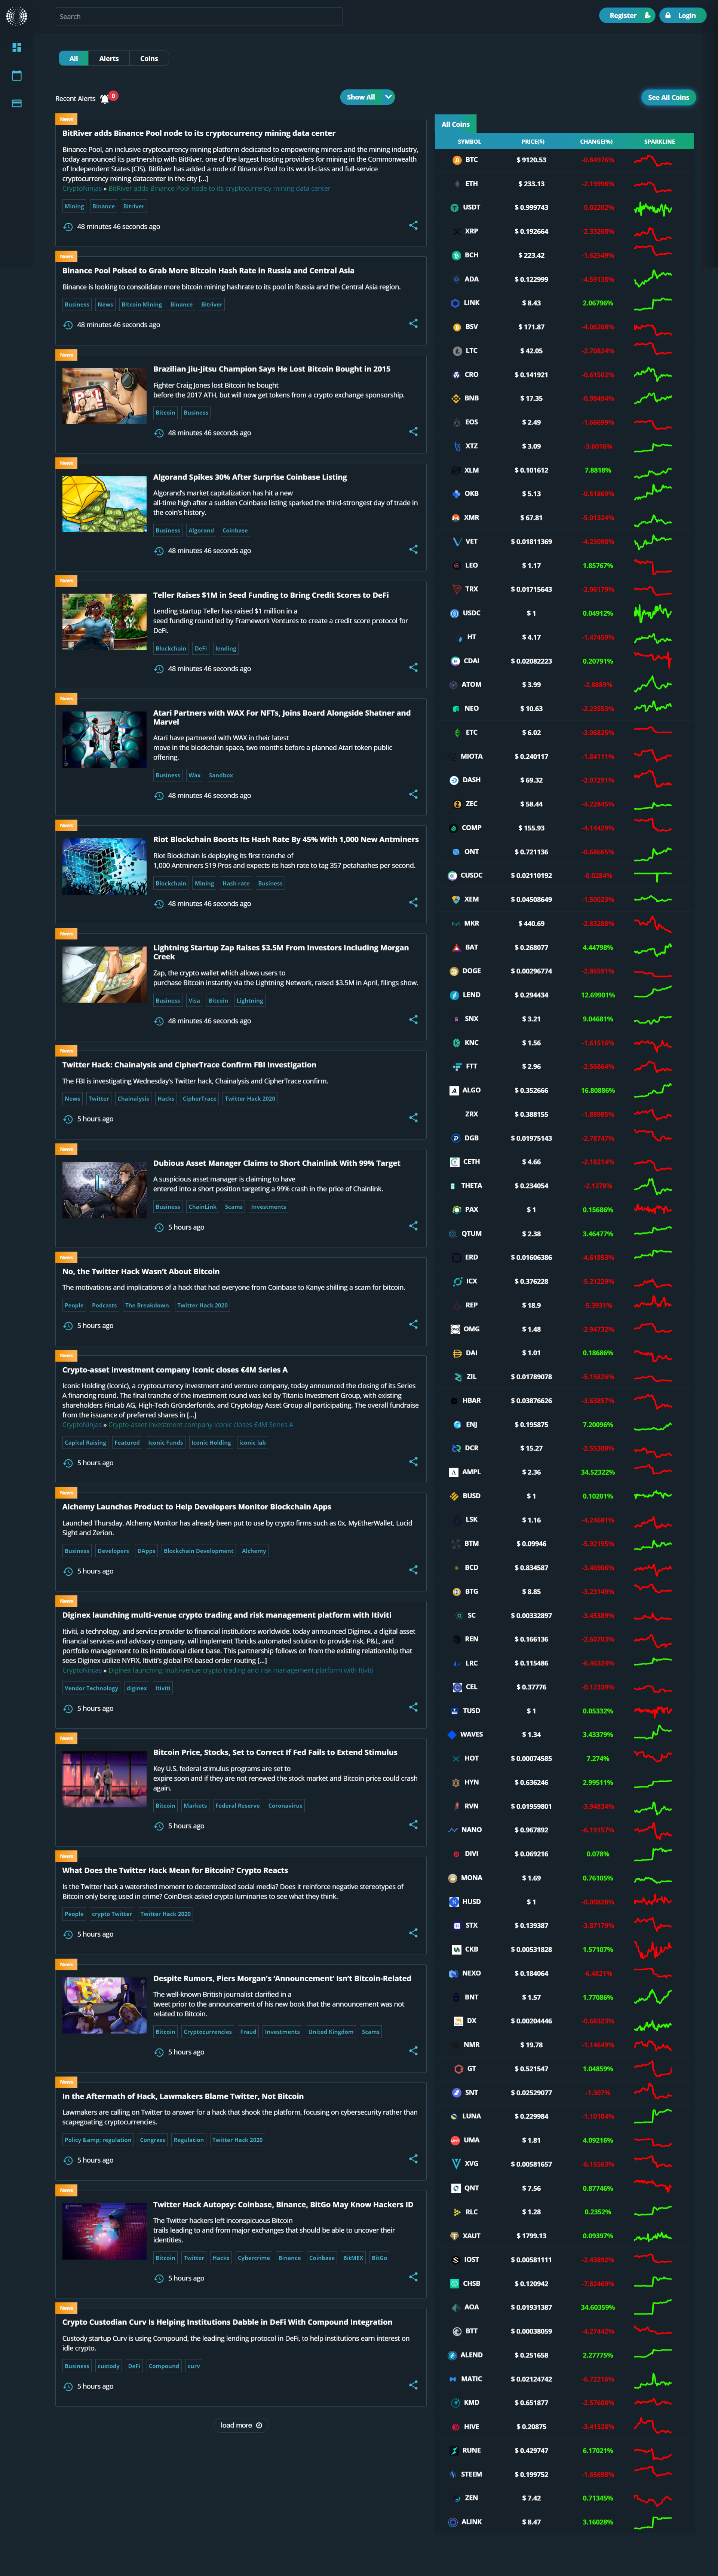 Search
Register
Login
All
Alerts
Coins
Recent Alerts
0
Show All
See All Coins
News
BitRiver adds Binance Pool node to its cryptocurrency mining data center
Binance Pool, an inclusive cryptocurrency mining platform dedicated to empowering miners and the mining industry,
today announced its partnership with BitRiver, one of the largest hosting providers for mining in the Commonwealth
of Independent States (CIS). BitRiver has added a node of Binance Pool to its world-class and full-service
cryptocurrency mining datacenter in the city [...]
CryptoNinjas » BitRiver adds Binance Pool node to its cryptocurrency mining data center
Mining Binance Bitriver
48 minutes 46 seconds ago
News
Binance Pool Poised to Grab More Bitcoin Hash Rate in Russia and Central Asia
Binance is looking to consolidate more bitcoin mining hashrate to its pool in Russia and the Central Asia region.
Business News Bitcoin Mining Binance Bitriver
48 minutes 46 seconds ago
News
Brazilian Jiu-Jitsu Champion Says He Lost Bitcoin Bought in 2015
Fighter Craig Jones lost Bitcoin he bought
before the 2017 ATH, but will now get tokens from a crypto exchange sponsorship.
Bitcoin Business
48 minutes 46 seconds ago
News
Algorand Spikes 30% After Surprise Coinbase Listing
Algorand's market capitalization has hit a new
all-time high after a sudden Coinbase listing sparked the third-strongest day of trade in
the coin's history.
Business Algorand Coinbase
48 minutes 46 seconds ago
News
Teller Raises $1M in Seed Funding to Bring Credit Scores to DeFi
Lending startup Teller has raised $1 million in a
seed funding round led by Framework Ventures to create a credit score protocol for
DeFi.
Blockchain DeFi lending
48 minutes 46 seconds ago
News
Atari Partners with WAX For NFTs, Joins Board Alongside Shatner and
Marvel
Atari have partnered with WAX in their latest
move in the blockchain space, two months before a planned Atari token public
offering.
Business Wax Sandbox
48 minutes 46 seconds ago
News
Riot Blockchain Boosts Its Hash Rate By 45% With 1,000 New Antminers
Riot Blockchain is deploying its first tranche of
1,000 Antminers S19 Pros and expects its hash rate to tag 357 petahashes per second.
Blockchain Mining Hash rate Business
48 minutes 46 seconds ago
News
Lightning Startup Zap Raises $3.5M From Investors Including Morgan
Creek
Zap, the crypto wallet which allows users to
purchase Bitcoin instantly via the Lightning Network, raised $3.5M in April, filings show.
Business Visa Bitcoin Lightning
48 minutes 46 seconds ago
News
Twitter Hack: Chainalysis and CipherTrace Confirm FBI Investigation
The FBI is investigating Wednesday's Twitter hack, Chainalysis and CipherTrace confirm.
News Twitter Chainalysis Hacks CipherTrace Twitter Hack 2020
5 hours ago
News
Dubious Asset Manager Claims to Short Chainlink With 99% Target
A suspicious asset manager is claiming to have
entered into a short position targeting a 99% crash in the price of Chainlink.
Business ChainLink Scams Investments
5 hours ago
News
No, the Twitter Hack Wasn't About Bitcoin
The motivations and implications of a hack that had everyone from Coinbase to Kanye shilling a scam for bitcoin.
People Podcasts The Breakdown Twitter Hack 2020
5 hours ago
News
Crypto-asset investment company Iconic closes €4M Series A
Iconic Holding (Iconic), a cryptocurrency investment and venture company, today announced the closing of its Series
A financing round. The final tranche of the investment round was led by Titania Investment Group, with existing
shareholders FinLab AG, High-Tech Gründerfonds, and Cryptology Asset Group all participating. The overall fundraise
from the issuance of preferred shares in [...]
CryptoNinjas » Crypto-asset investment company Iconic closes €4M Series A
Capital Raising Featured Iconic Funds Iconic Holding iconic lab
5 hours ago
News
Alchemy Launches Product to Help Developers Monitor Blockchain Apps
Launched Thursday, Alchemy Monitor has already been put to use by crypto firms such as 0x, MyEtherWallet, Lucid
Sight and Zerion.
Business Developers DApps Blockchain Development Alchemy
5 hours ago
News
Diginex launching multi-venue crypto trading and risk management platform with Itiviti
Itiviti, a technology, and service provider to financial institutions worldwide, today announced Diginex, a digital asset
financial services and advisory company, will implement Tbricks automated solution to provide risk, P&L, and
portfolio management to its institutional client base. This partnership follows on from the existing relationship that
sees Diginex utilize NYFIX, Itiviti's global FIX-based order routing [...]
CryptoNinjas » Diginex launching multi-venue crypto trading and risk management platform with Itiviti
Vendor Technology diginex Itiviti
5 hours ago
News
Bitcoin Price, Stocks, Set to Correct If Fed Fails to Extend Stimulus
Key U.S. federal stimulus programs are set to
expire soon and if they are not renewed the stock market and Bitcoin price could crash
again.
Bitcoin Markets Federal Reserve Coronavirus
5 hours ago
News
What Does the Twitter Hack Mean for Bitcoin? Crypto Reacts
Is the Twitter hack a watershed moment to decentralized social media? Does it reinforce negative stereotypes of
Bitcoin only being used in crime? CoinDesk asked crypto luminaries to see what they think.
People crypto Twitter Twitter Hack 2020
5 hours ago
News
Despite Rumors, Piers Morgan's 'Announcement' Isn't Bitcoin-Related
The well-known British journalist clarified in a
tweet prior to the announcement of his new book that the announcement was not
related to Bitcoin.
Bitcoin Cryptocurrencies Fraud Investments United Kingdom Scams
5 hours ago
News
In the Aftermath of Hack, Lawmakers Blame Twitter, Not Bitcoin
Lawmakers are calling on Twitter to answer for a hack that shook the platform, focusing on cybersecurity rather than
scapegoating cryptocurrencies.
Policy &amp; regulation Congress Regulation Twitter Hack 2020
5 hours ago
News
Twitter Hack Autopsy: Coinbase, Binance, BitGo May Know Hackers ID
The Twitter hackers left inconspicuous Bitcoin
trails leading to and from major exchanges that should be able to uncover their
identities.
Bitcoin Twitter Hacks Cybercrime Binance Coinbase BitMEX BitGo
5 hours ago
News
Crypto Custodian Curv Is Helping Institutions Dabble in DeFi With Compound Integration
Custody startup Curv is using Compound, the leading lending protocol in DeFi, to help institutions earn interest on
idle crypto.
Business custody DeFi Compound curv
5 hours ago
load more
All Coins
SYMBOL PRICE($) CHANGE(%) SPARKLINE
BTC $ 9120.53 -0.84976%
ETH $ 233.13 -2.19998%
USDT $ 0.999743 -0.02202%
XRP $ 0.192664 -2.33268%
BCH $ 223.42 -1.62549%
ADA $ 0.122999 -4.59138%
LINK $ 8.43 2.06796%
BSV $ 171.87 -4.06208%
LTC $ 42.05 -2.70824%
CRO $ 0.141921 -0.61502%
BNB $ 17.35 -0.98494%
EOS $ 2.49 -1.66699%
XTZ $ 3.09 -3.6016%
XLM $ 0.101612 7.8818%
OKB $ 5.13 -0.51869%
XMR $ 67.81 -5.01324%
VET $ 0.01811369 -4.23098%
LEO $ 1.17 1.85767%
TRX $ 0.01715643 -2.06179%
USDC $ 1 0.04912%
HT $ 4.17 -1.47459%
CDAI $ 0.02082223 0.20791%
ATOM $ 3.99 -2.8889%
NEO $ 10.63 -2.23553%
ETC $ 6.02 -3.06825%
MIOTA $ 0.240117 -1.84111%
DASH $ 69.32 -2.07291%
ZEC $ 58.44 -4.22845%
COMP $ 155.93 -4.14429%
ONT $ 0.721136 -0.68665%
CUSDC $ 0.02110192 -0.0284%
XEM $ 0.04508649 -1.50023%
MKR $ 440.69 -2.83288%
BAT $ 0.268077 4.44798%
DOGE $ 0.00296774 -2.86591%
LEND $ 0.294434 12.69901%
SNX $ 3.21 9.04681%
KNC $ 1.56 -1.61516%
FTT $ 2.96 -2.56864%
ALGO $ 0.352666 16.80886%
ZRX $ 0.388155 -1.88985%
DGB $ 0.01975143 -2.78747%
CETH $ 4.66 -2.18214%
THETA $ 0.234054 -2.1379%
PAX $ 1 0.15686%
QTUM $ 2.38 3.46477%
ERD $ 0.01606386 -4.61853%
ICX $ 0.376228 -5.21229%
REP $ 18.9 -5.3931%
OMG $ 1.48 -2.94732%
DAI $ 1.01 0.18686%
ZIL $ 0.01789078 -5.15826%
HBAR $ 0.03876626 -3.63857%
ENJ $ 0.195875 7.20096%
DCR $ 15.27 -2.55309%
AMPL $ 2.36 34.52322%
BUSD $ 1 0.10201%
LSK $ 1.16 -4.24681%
BTM $ 0.09946 -5.92195%
BCD $ 0.834587 -3.46906%
BTG $ 8.85 -3.23149%
SC $ 0.00332897 -3.45389%
REN $ 0.166136 -2.60703%
LRC $ 0.115486 -6.46324%
CEL $ 0.37776 -0.12339%
TUSD $ 1 0.05332%
WAVES $ 1.34 3.43379%
HOT $ 0.00074585 7.274%
HYN $ 0.636246 2.99511%
RVN $ 0.01959801 -3.94834%
NANO $ 0.967892 -6.19157%
DIVI $ 0.069216 0.078%
MONA $ 1.69 0.76105%
HUSD $ 1 -0.00828%
STX $ 0.139387 -3.87179%
CKB $ 0.00531828 1.57107%
NEXO $ 0.184064 -6.4821%
BNT $ 1.57 1.77086%
DX $ 0.00204446 -0.68323%
NMR $ 19.78 -1.14649%
GT $ 0.521547 1.04859%
SNT $ 0.02529077 -1.307%
LUNA $ 0.229984 -1.10104%
UMA $ 1.81 4.09216%
XVG $ 0.00581657 -6.15563%
QNT $ 7.56 0.87746%
RLC $ 1.28 0.2352%
XAUT $ 1799.13 0.09397%
IOST $ 0.00581111 -2.43892%
CHSB $ 0.120942 -7.82469%
AOA $ 0.01931387 34.60359%
BTT $ 0.00038059 -4.27442%
ALEND $ 0.251658 2.27775%
MATIC $ 0.02124742 -6.72216%
KMD $ 0.651877 -2.57608%
HIVE $ 0.20875 -3.41328%
RUNE $ 0.429747 6.17021%
STEEM $ 0.199752 -1.65698%
ZEN $ 7.42 0.71345%
ALINK $ 8.47 3.16028%